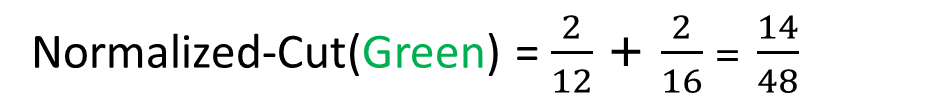 Normalized-Cut(Green) = 2/12 + 2/16 = 14/48